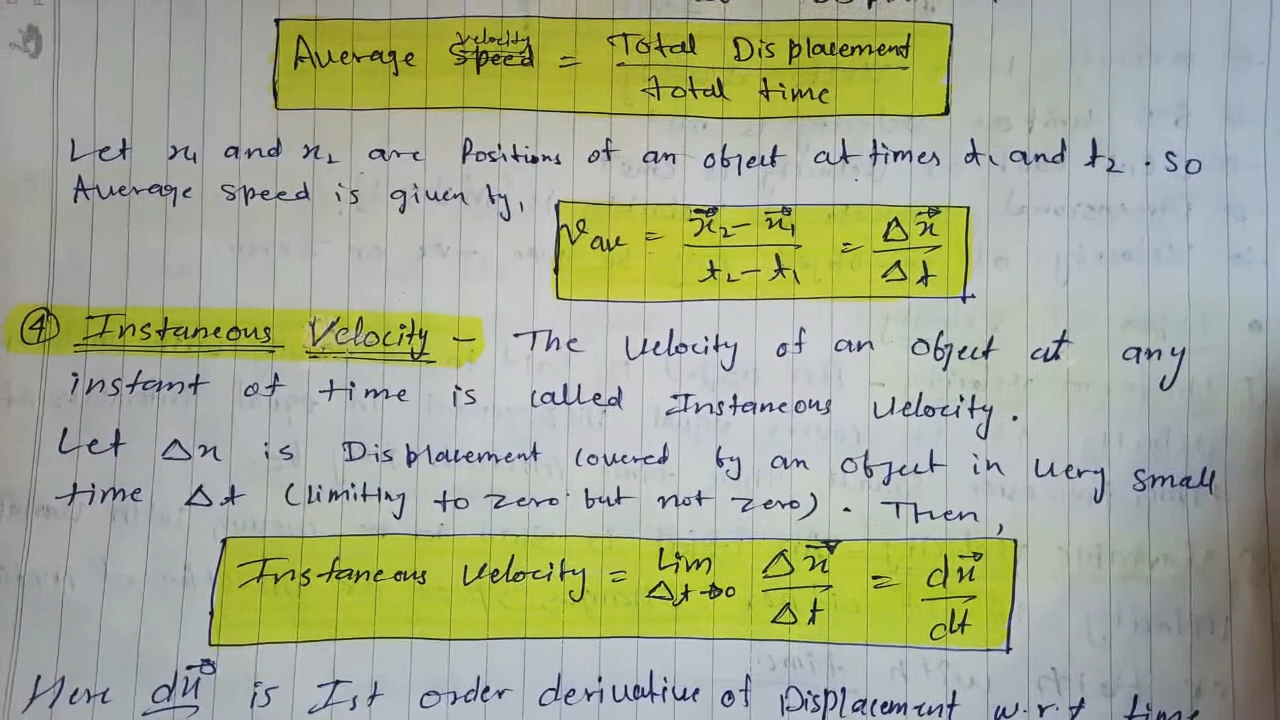 Average velocity = Total Displacement / total time
Let x₁ and x₂ are Positions of an object at times t₁ and t₂ . so
Average speed is given by,
V_av = (x⃗₂ - x⃗₁) / (t₂ - t₁) = Δx⃗ / Δt
④ Instaneous Velocity - The velocity of an object at any
instant of time is called Instaneous velocity.
Let Δx is Displacement covered by an object in very small
time Δt (limiting to zero but not zero) . Then,
Instaneous velocity = Lim Δt→0 Δx⃗ / Δt = dx⃗ / dt
Here dx⃗ is Ist order derivative of Displacement w.r.t time